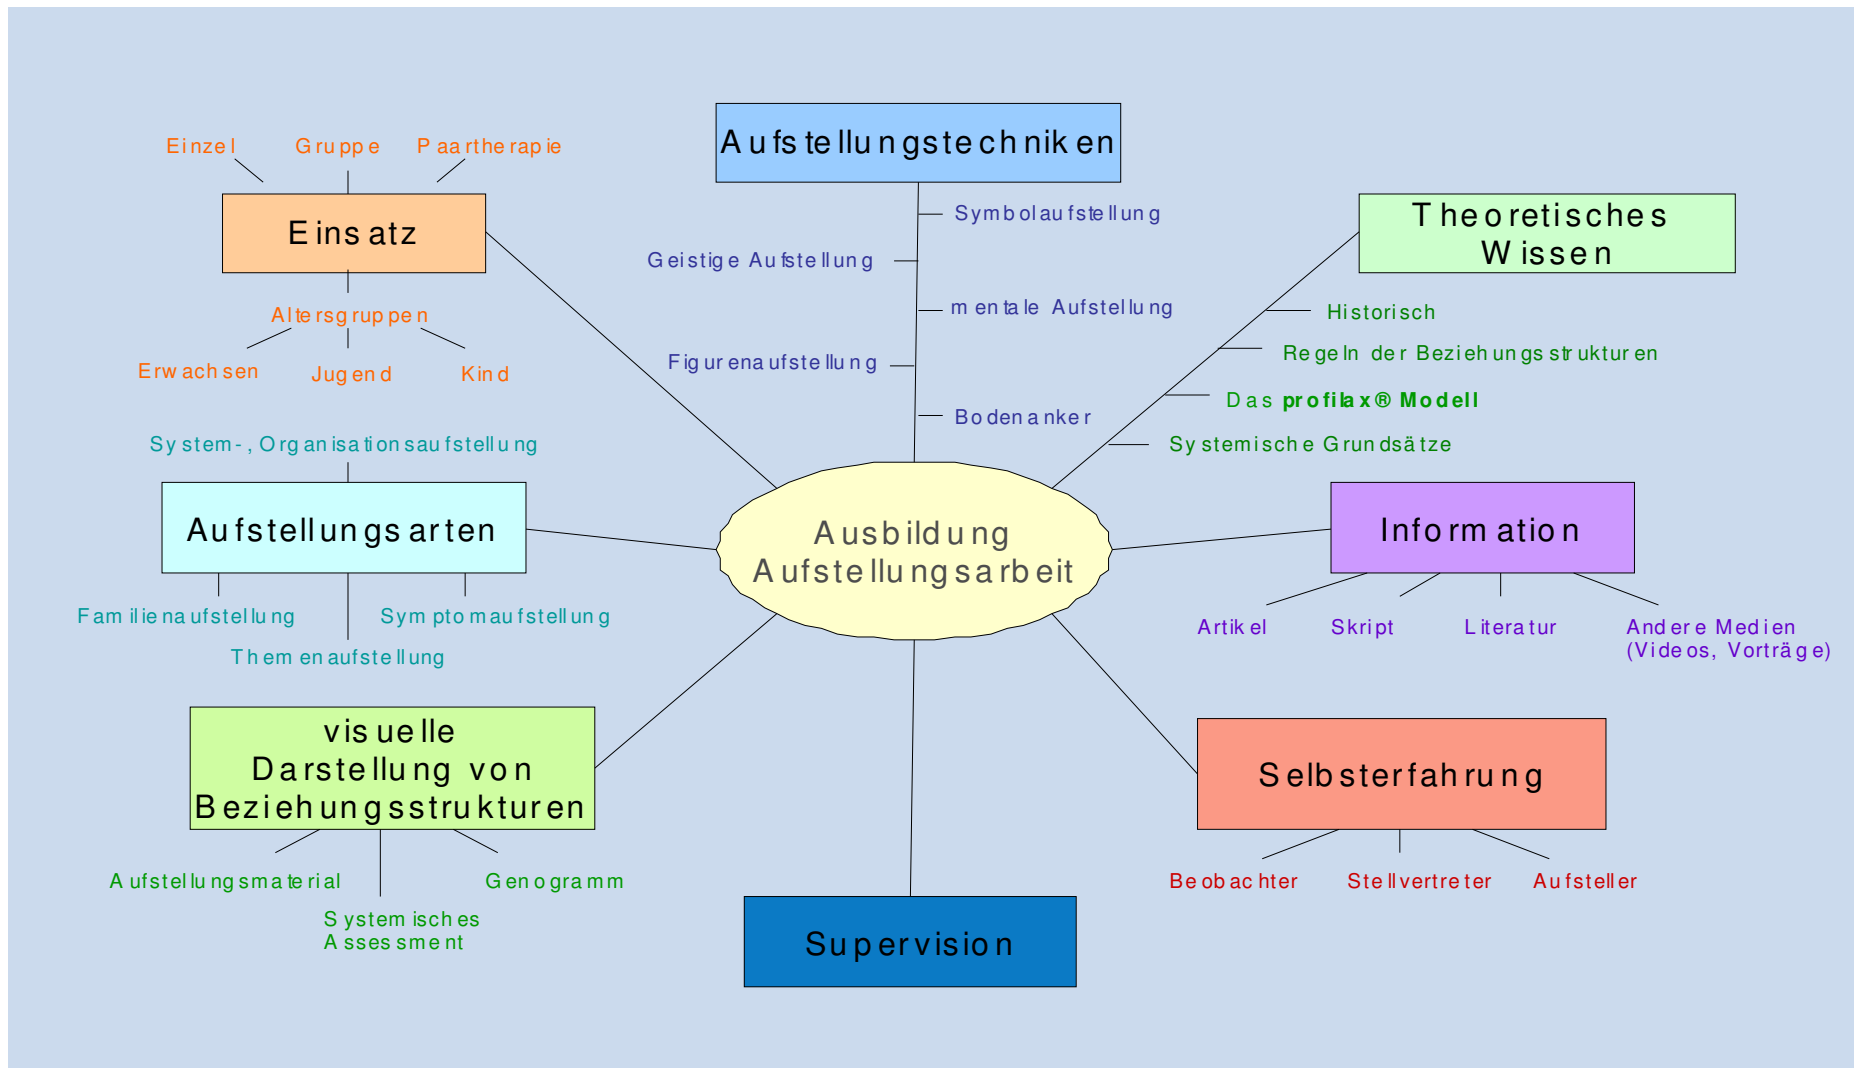 Aufstellungstechniken
Symbolaufstellung
Geistige Aufstellung
mentale Aufstellung
Figurenaufstellung
Bodenanker
Einzel
Gruppe
Paartherapie
Einsatz
Altersgruppen
Erwachsen
Jugend
Kind
Theoretisches
Wissen
Historisch
Regeln der Beziehungsstrukturen
Das profilax® Modell
Systemische Grundsätze
System-, Organisationsaufstellung
Aufstellungsarten
Familienaufstellung
Symptomaufstellung
Themenaufstellung
Ausbildung
Aufstellungsarbeit
Information
Artikel
Skript
Literatur
Andere Medien
(Videos, Vorträge)
visuelle
Darstellung von
Beziehungsstrukturen
Aufstellungsmaterial
Genogramm
Systemisches
Assessment
Supervision
Selbsterfahrung
Beobachter
Stellvertreter
Aufsteller